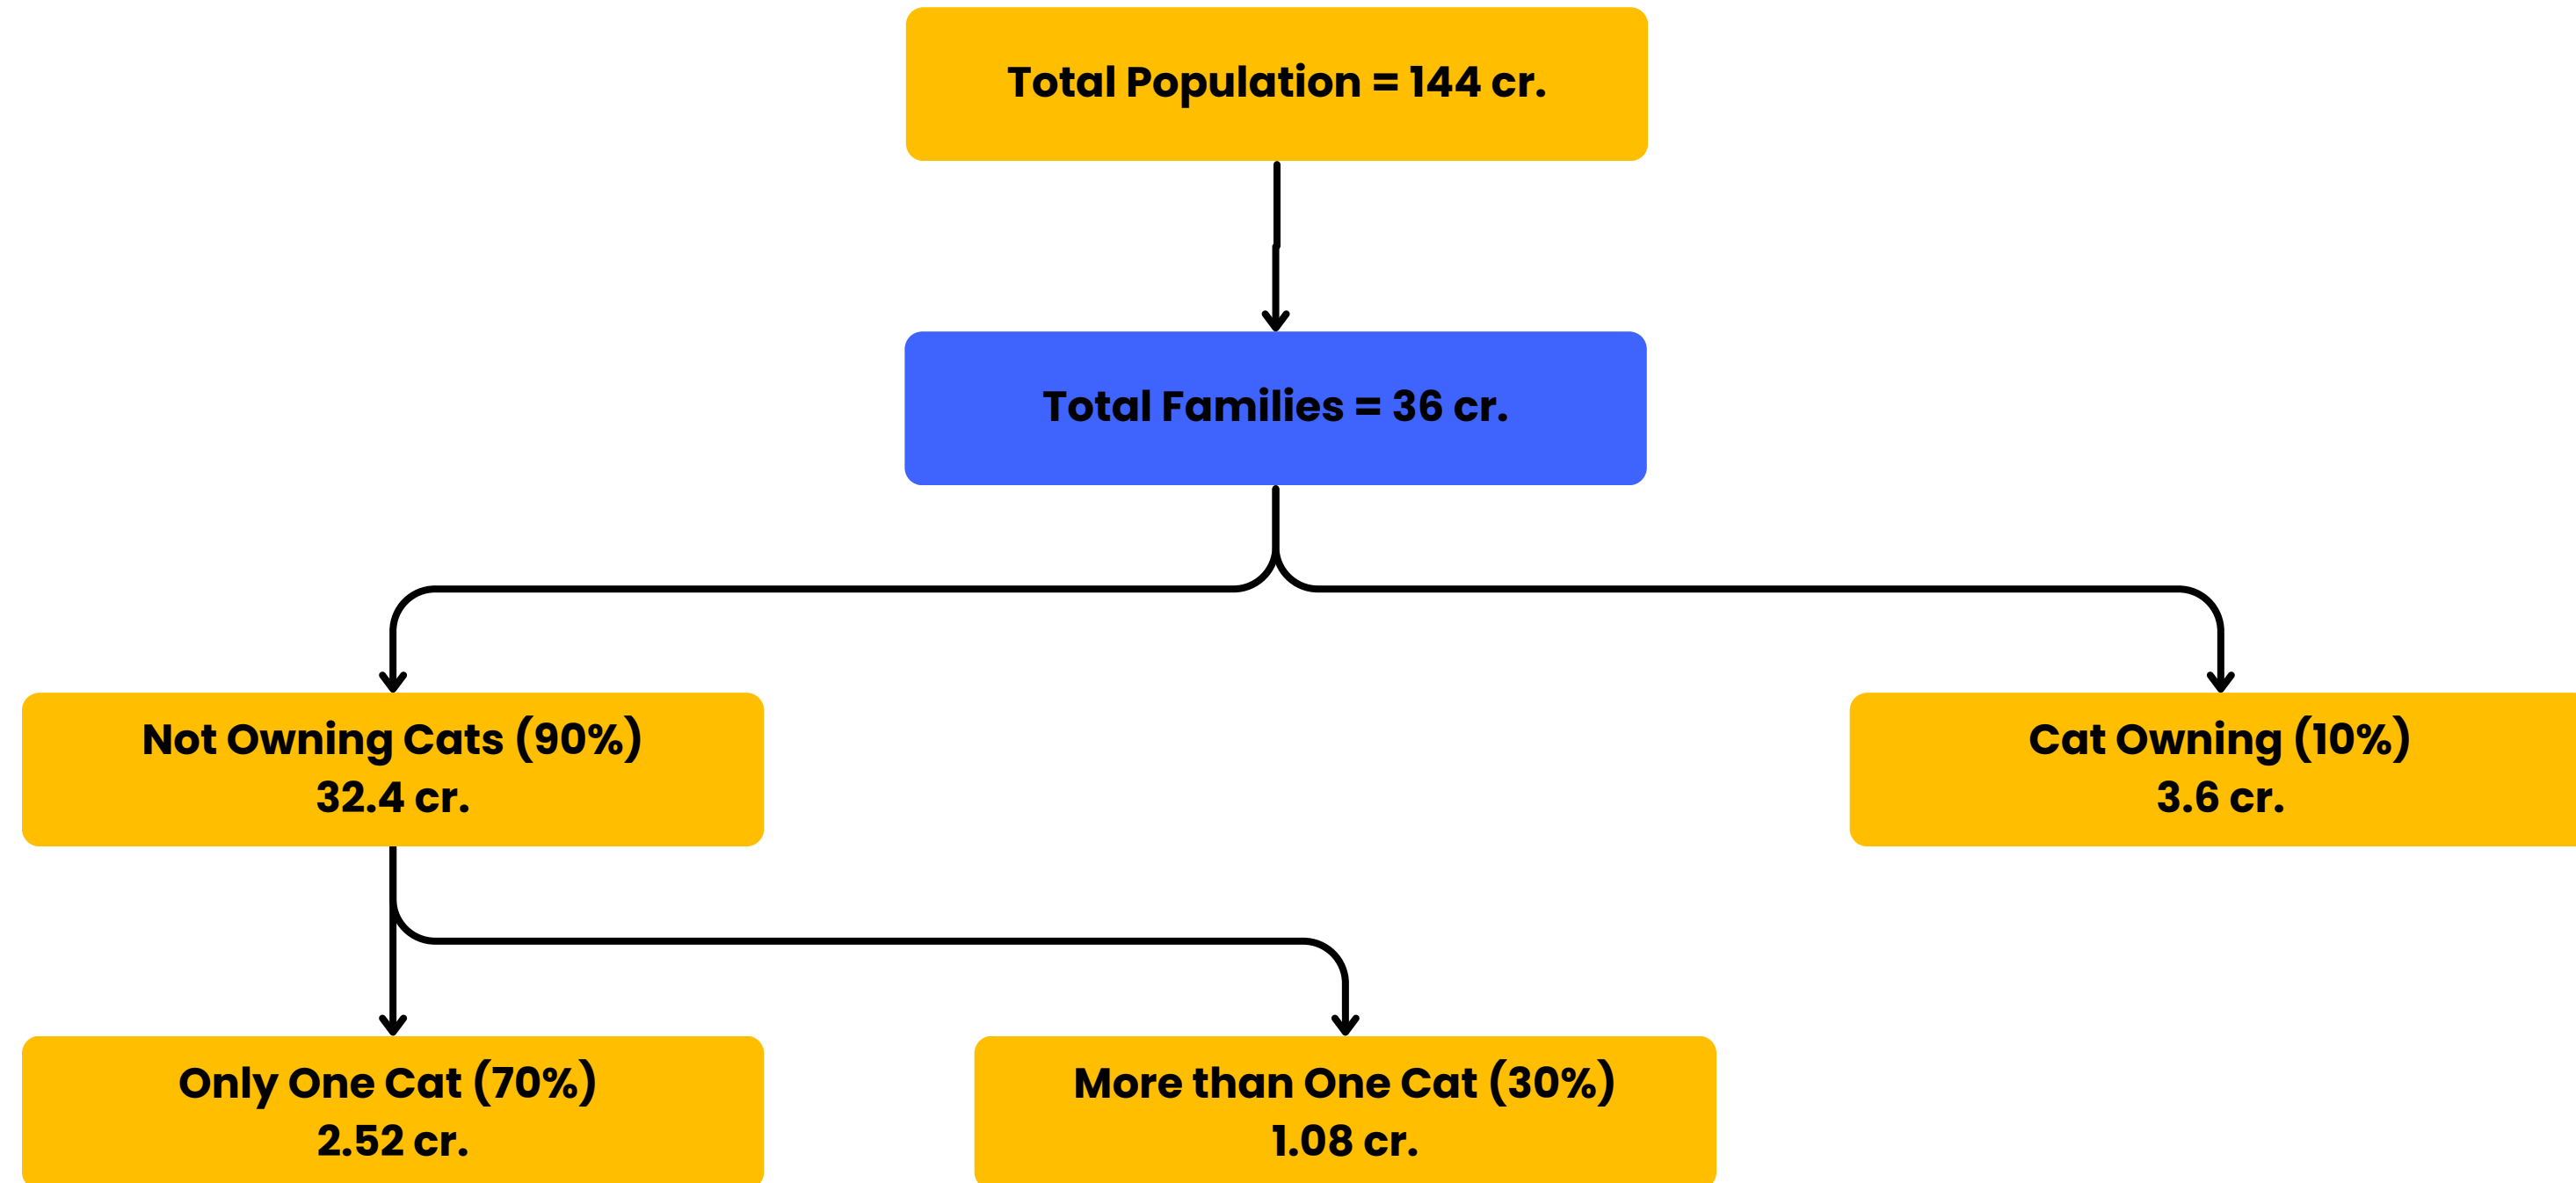 Total Population = 144 cr.
Total Families = 36 cr.
Not Owning Cats (90%)
32.4 cr.
Cat Owning (10%)
3.6 cr.
Only One Cat (70%)
2.52 cr.
More than One Cat (30%)
1.08 cr.